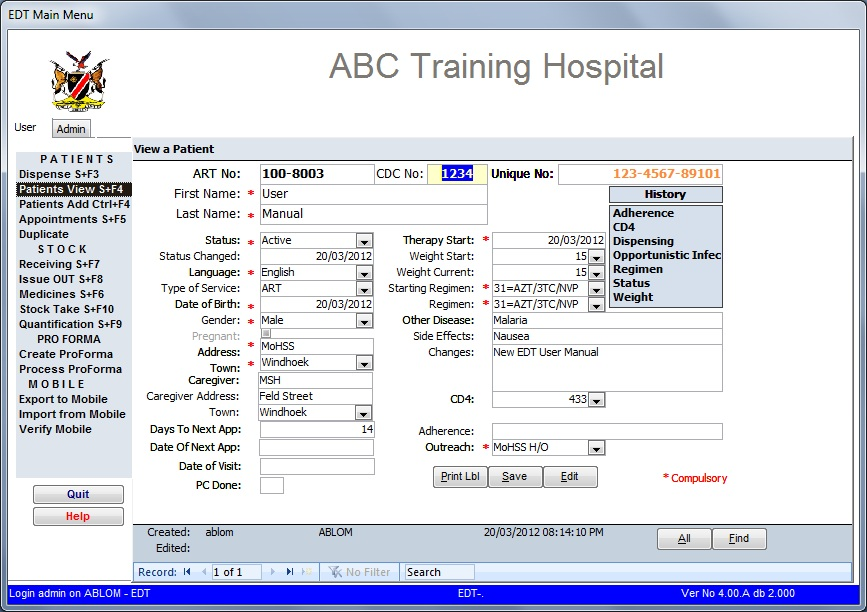 EDT Main Menu
ABC Training Hospital
User Admin
PATIENTS
Dispense S+F3
Patients View S+F4
Patients Add Ctrl+F4
Appointments S+F5
Duplicate
STOCK
Receiving S+F7
Issue OUT S+F8
Medicines S+F6
Stock Take S+F10
Quantification S+F9
PRO FORMA
Create ProForma
Process ProForma
MOBILE
Export to Mobile
Import from Mobile
Verify Mobile
Quit
Help
View a Patient
ART No: 100-8003 CDC No: 1234 Unique No: 123-4567-89101
First Name: * User
Last Name: * Manual
Status: * Active
Status Changed: 20/03/2012
Language: * English
Type of Service: ART
Date of Birth: * 20/03/2012
Gender: * Male
Pregnant:
Address: * MoHSS
Town: * Windhoek
Caregiver: MSH
Caregiver Address: Feld Street
Town: Windhoek
Days To Next App: 14
Date Of Next App:
Date of Visit:
PC Done:
Therapy Start: * 20/03/2012
Weight Start: 15
Weight Current: 15
Starting Regimen: * 31=AZT/3TC/NVP
Regimen: * 31=AZT/3TC/NVP
Other Disease: Malaria
Side Effects: Nausea
Changes: New EDT User Manual
CD4: 433
Adherence:
Outreach: * MoHSS H/O
History
Adherence
CD4
Dispensing
Opportunistic Infec
Regimen
Status
Weight
Print Lbl Save Edit
* Compulsory
Created: ablom ABLOM 20/03/2012 08:14:10 PM
Edited:
All Find
Record: 1 of 1 No Filter Search
Login admin on ABLOM - EDT EDT-. Ver No 4.00.A db 2.000